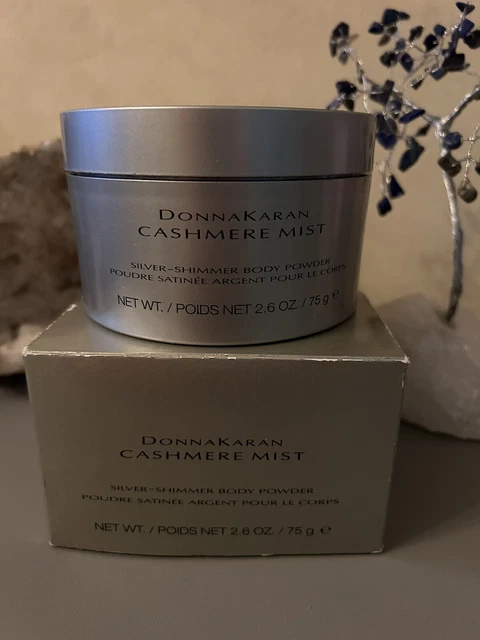 DONNAKARAN
CASHMERE MIST
SILVER-SHIMMER BODY POWDER
POUDRE SATINÉE ARGENT POUR LE CORPS
NET WT. / POIDS NET 2.6 OZ. / 75 g ℮
DONNAKARAN
CASHMERE MIST
SILVER-SHIMMER BODY POWDER
POUDRE SATINÉE ARGENT POUR LE CORPS
NET WT. / POIDS NET 2.6 OZ. / 75 g ℮